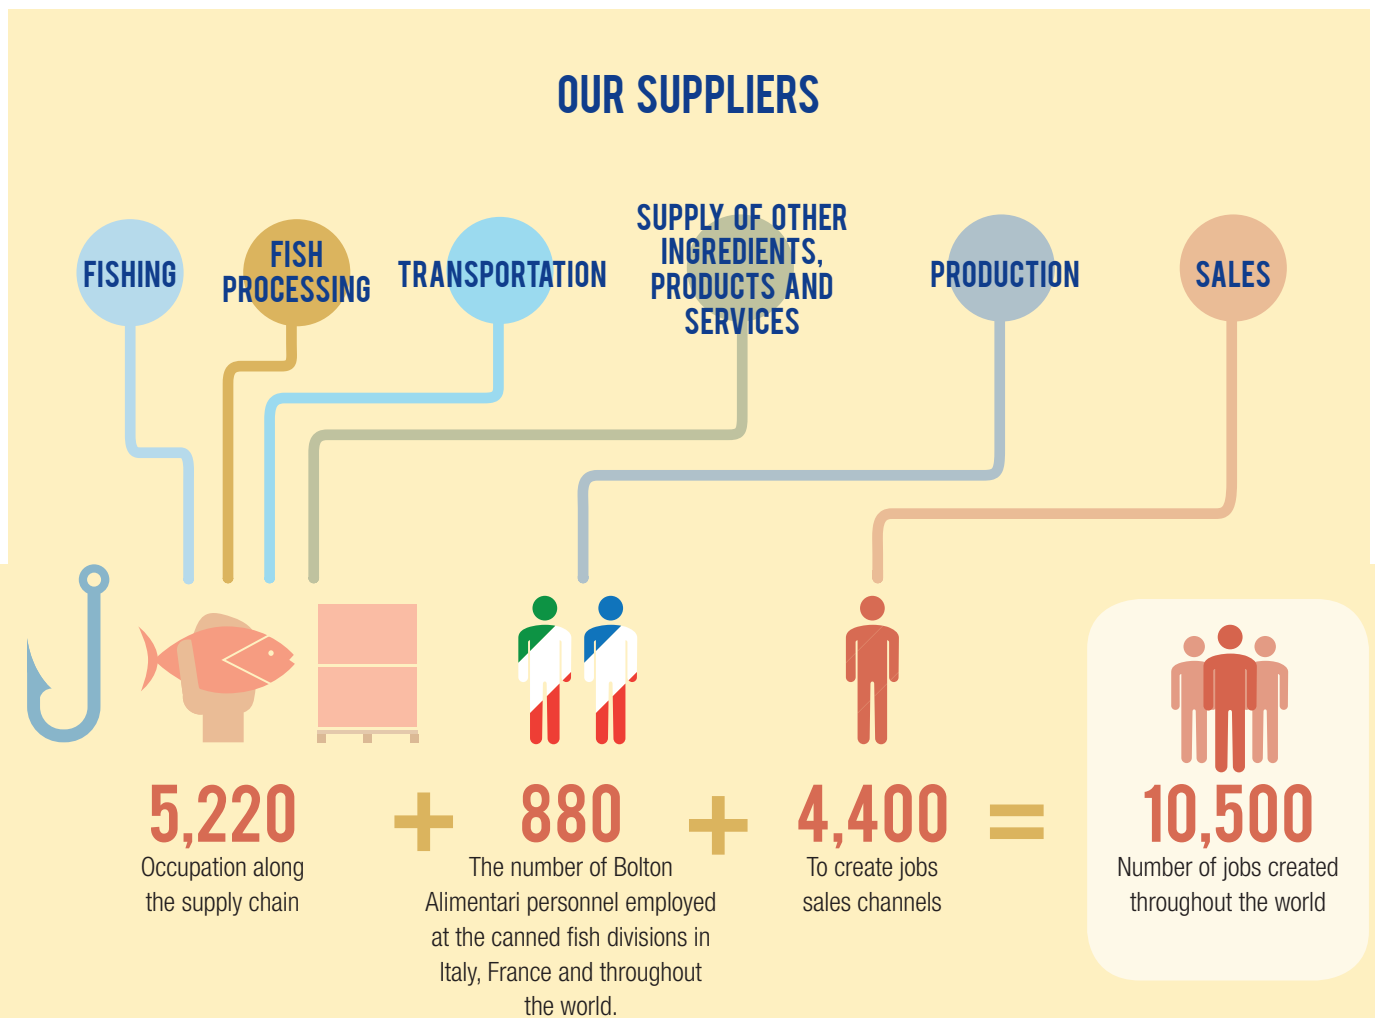 OUR SUPPLIERS
FISHING
FISH
PROCESSING
TRANSPORTATION
SUPPLY OF OTHER
INGREDIENTS,
PRODUCTS AND
SERVICES
PRODUCTION
SALES
5,220
Occupation along
the supply chain
+
880
The number of Bolton
Alimentari personnel employed
at the canned fish divisions in
Italy, France and throughout
the world.
+
4,400
To create jobs
sales channels
=
10,500
Number of jobs created
throughout the world